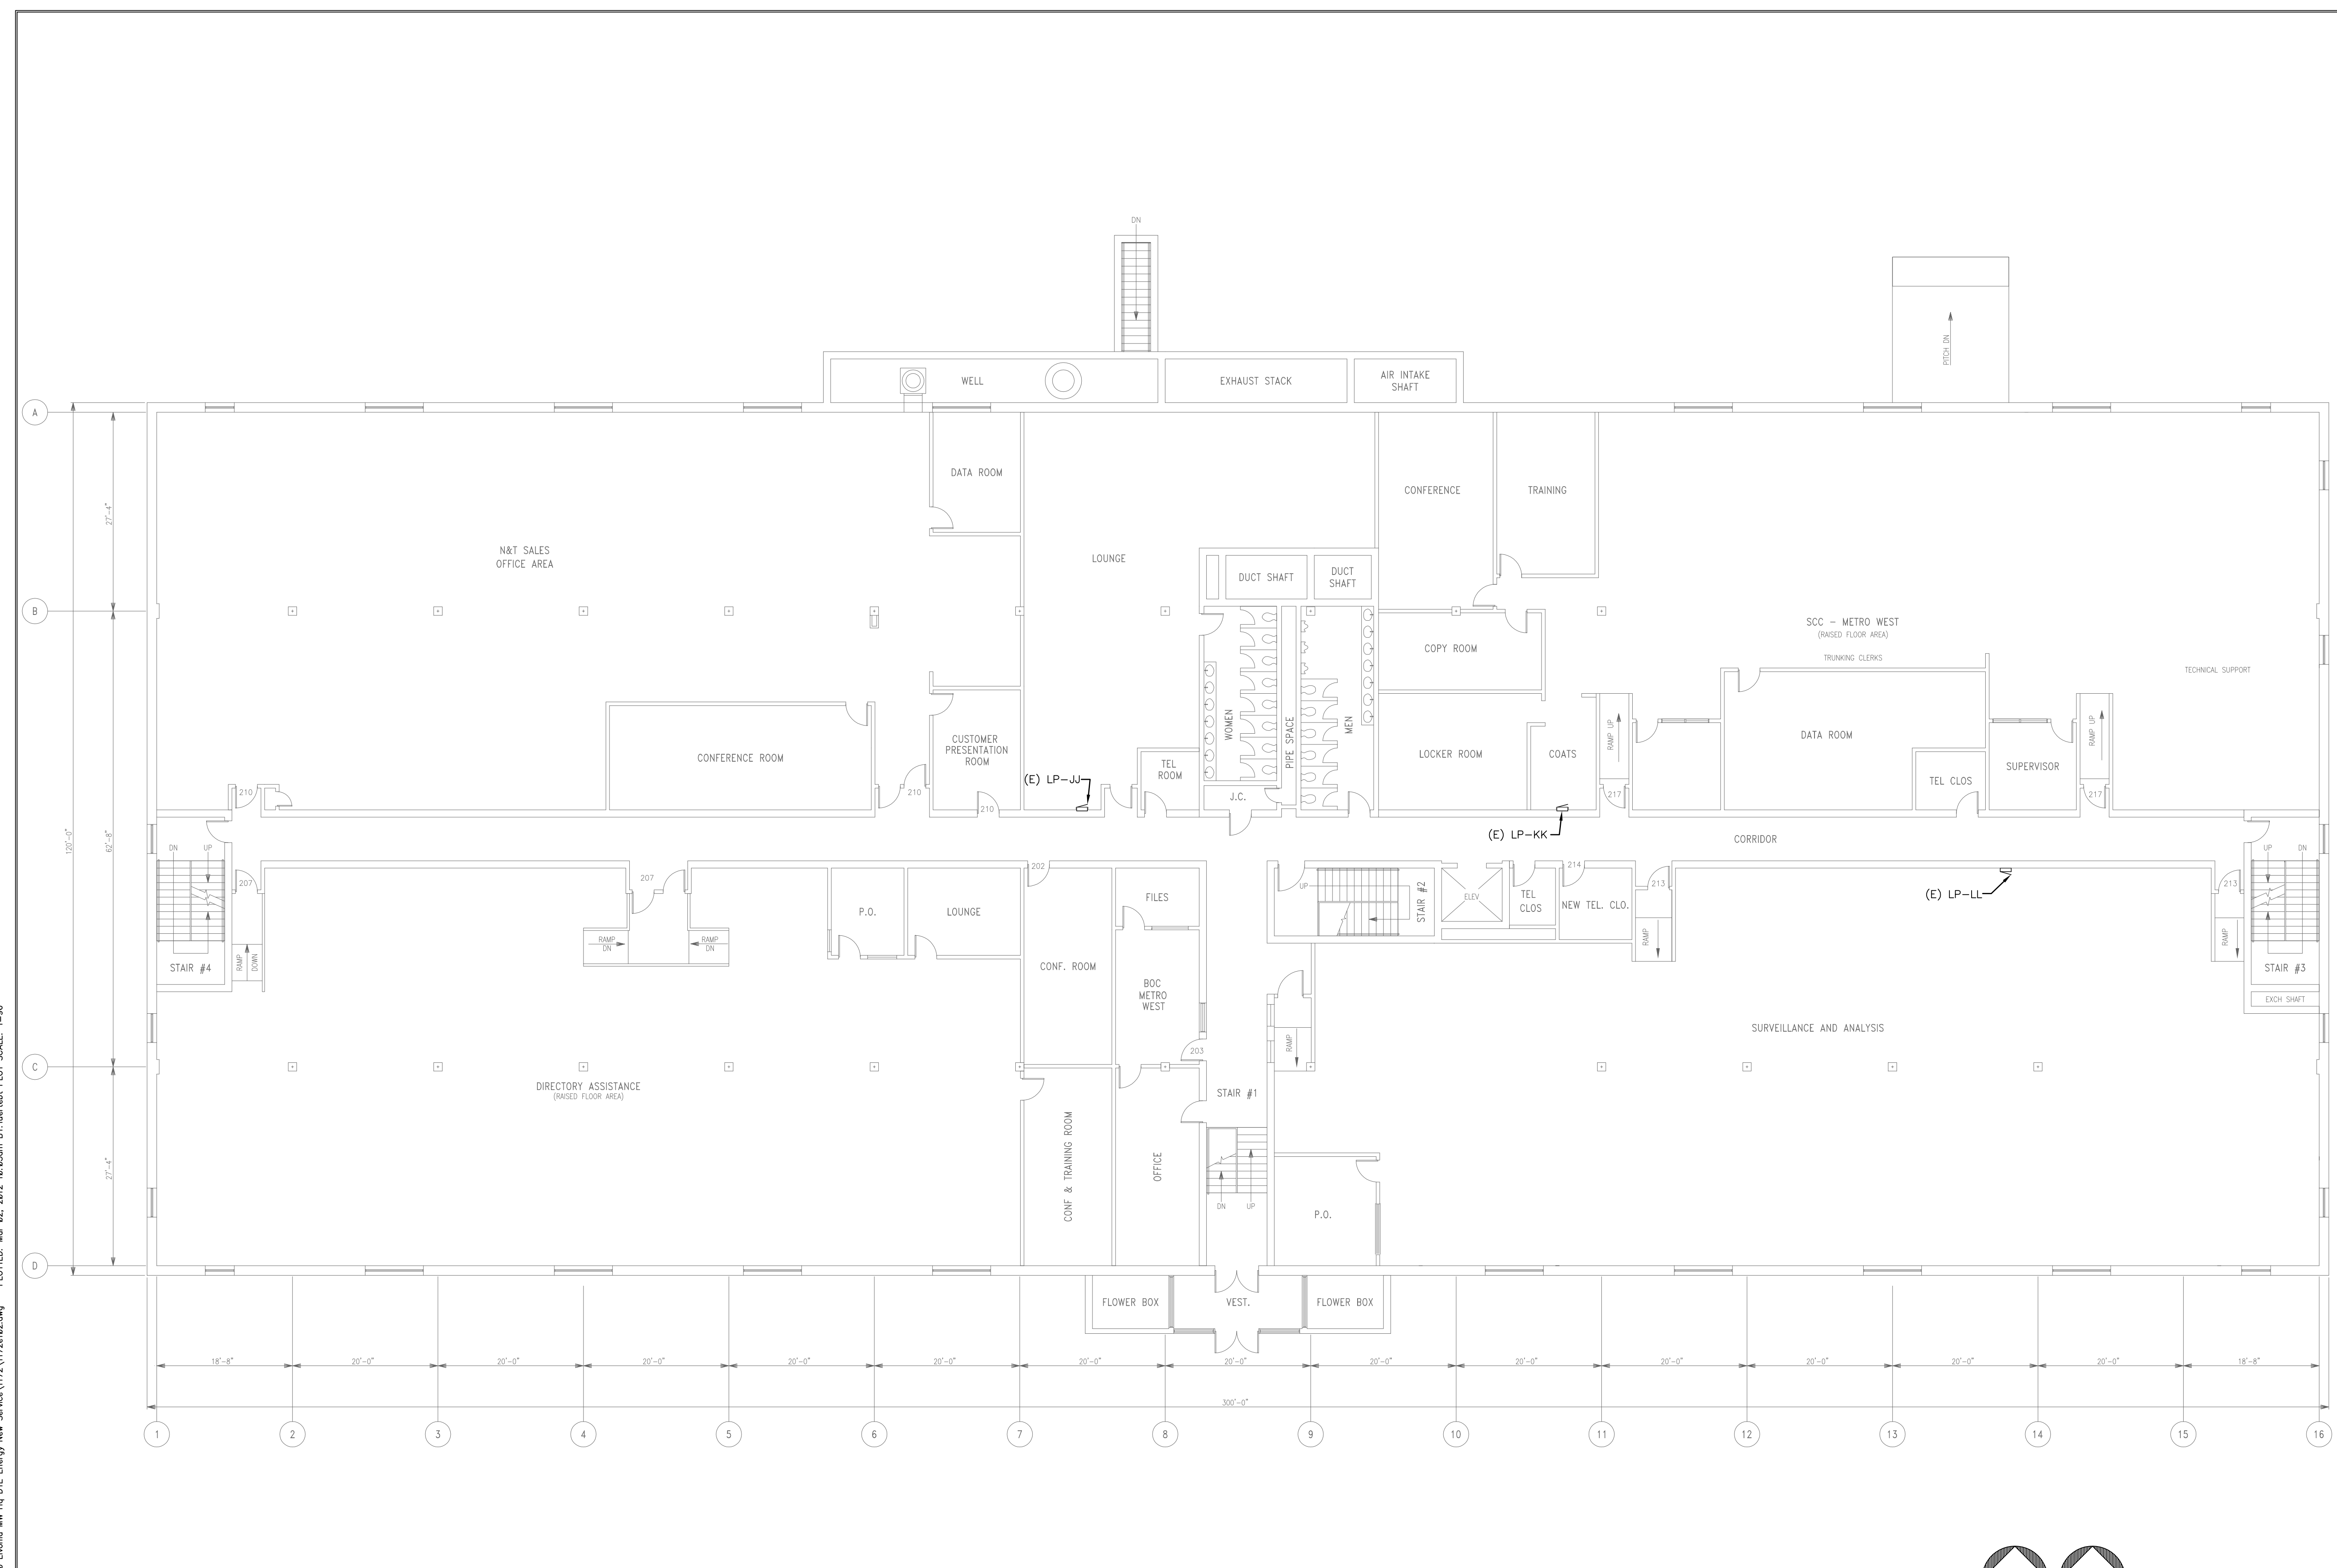 DN
PITCH DN
WELL
EXHAUST STACK
AIR INTAKE
SHAFT
A
27'-4"
DATA ROOM
CONFERENCE
TRAINING
N&T SALES
OFFICE AREA
LOUNGE
DUCT SHAFT
DUCT
SHAFT
B
SCC - METRO WEST
(RAISED FLOOR AREA)
TRUNKING CLERKS
TECHNICAL SUPPORT
COPY ROOM
WOMEN
PIPE SPACE
MEN
RAMP UP
RAMP UP
CUSTOMER
PRESENTATION
ROOM
CONFERENCE ROOM
LOCKER ROOM
COATS
DATA ROOM
SUPERVISOR
TEL
ROOM
(E) LP-JJ
TEL CLOS
210
210
210
J.C.
217
217
120'-0"
62'-8"
(E) LP-KK
CORRIDOR
DN
UP
UP
DN
207
207
202
214
213
213
UP
STAIR #2
ELEV
TEL
CLOS
NEW TEL. CLO.
(E) LP-LL
FILES
P.O.
LOUNGE
RAMP
DN
RAMP
DN
RAMP
RAMP
RAMP
DOWN
STAIR #4
CONF. ROOM
STAIR #3
BOC
METRO
WEST
EXCH SHAFT
SURVEILLANCE AND ANALYSIS
RAMP
203
C
DIRECTORY ASSISTANCE
(RAISED FLOOR AREA)
STAIR #1
27'-4"
CONF & TRAINING ROOM
OFFICE
DN
UP
P.O.
D
FLOWER BOX
VEST.
FLOWER BOX
18'-8"
20'-0"
20'-0"
20'-0"
20'-0"
20'-0"
20'-0"
20'-0"
20'-0"
20'-0"
20'-0"
20'-0"
20'-0"
20'-0"
18'-8"
300'-0"
1
2
3
4
5
6
7
8
9
10
11
12
13
14
15
16